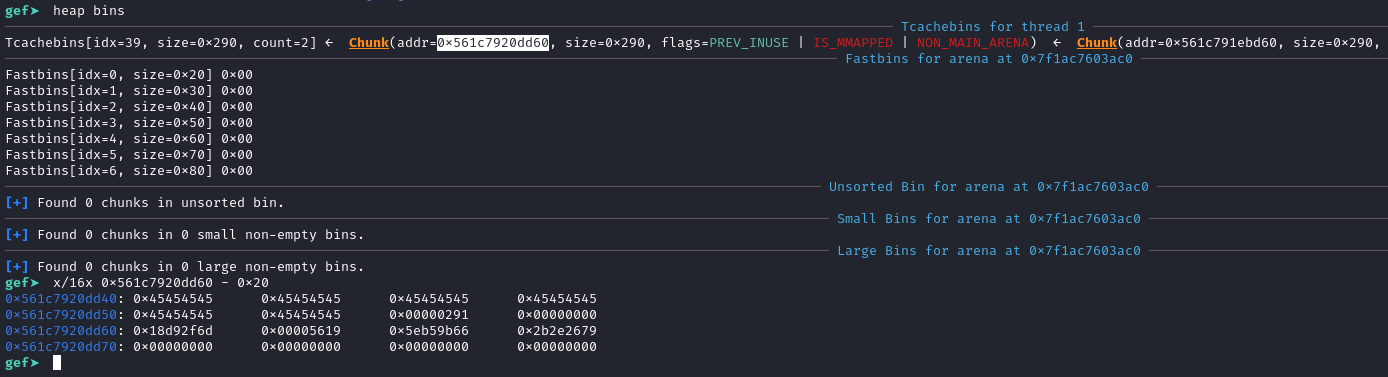 gef➤  heap bins
Tcachebins for thread 1
Tcachebins[idx=39, size=0×290, count=2] ←  Chunk(addr=0×561c7920dd60, size=0×290, flags=PREV_INUSE | IS_MMAPPED | NON_MAIN_ARENA)  ←  Chunk(addr=0×561c791ebd60, size=0×290,
Fastbins for arena at 0×7f1ac7603ac0
Fastbins[idx=0, size=0×20] 0×00
Fastbins[idx=1, size=0×30] 0×00
Fastbins[idx=2, size=0×40] 0×00
Fastbins[idx=3, size=0×50] 0×00
Fastbins[idx=4, size=0×60] 0×00
Fastbins[idx=5, size=0×70] 0×00
Fastbins[idx=6, size=0×80] 0×00
Unsorted Bin for arena at 0×7f1ac7603ac0
[+] Found 0 chunks in unsorted bin.
Small Bins for arena at 0×7f1ac7603ac0
[+] Found 0 chunks in 0 small non-empty bins.
Large Bins for arena at 0×7f1ac7603ac0
[+] Found 0 chunks in 0 large non-empty bins.
gef➤  x/16x 0×561c7920dd60 - 0×20
0×561c7920dd40: 0×45454545      0×45454545      0×45454545      0×45454545
0×561c7920dd50: 0×45454545      0×45454545      0×00000291      0×00000000
0×561c7920dd60: 0×18d92f6d      0×00005619      0×5eb59b66      0×2b2e2679
0×561c7920dd70: 0×00000000      0×00000000      0×00000000      0×00000000
gef➤